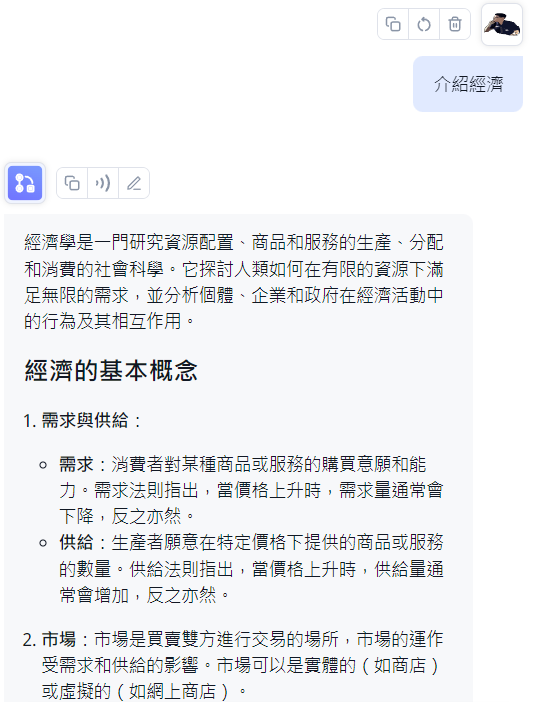 介紹經濟
經濟學是一門研究資源配置、商品和服務的生產、分配
和消費的社會科學。它探討人類如何在有限的資源下滿
足無限的需求，並分析個體、企業和政府在經濟活動中
的行為及其相互作用。
經濟的基本概念
1. 需求與供給：
○ 需求：消費者對某種商品或服務的購買意願和能
力。需求法則指出，當價格上升時，需求量通常會
下降，反之亦然。
○ 供給：生產者願意在特定價格下提供的商品或服務
的數量。供給法則指出，當價格上升時，供給量通
常會增加，反之亦然。
2. 市場：市場是買賣雙方進行交易的場所，市場的運作
受需求和供給的影響。市場可以是實體的（如商店）
或虛擬的（如網上商店）。